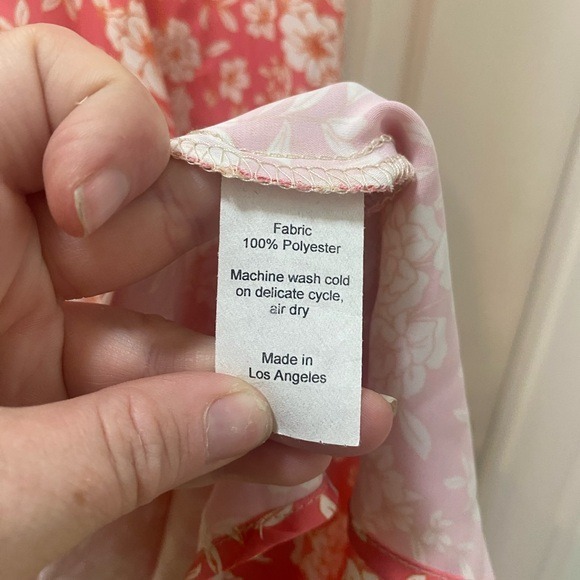 Fabric
100% Polyester
Machine wash cold
on delicate cycle,
air dry
Made in
Los Angeles